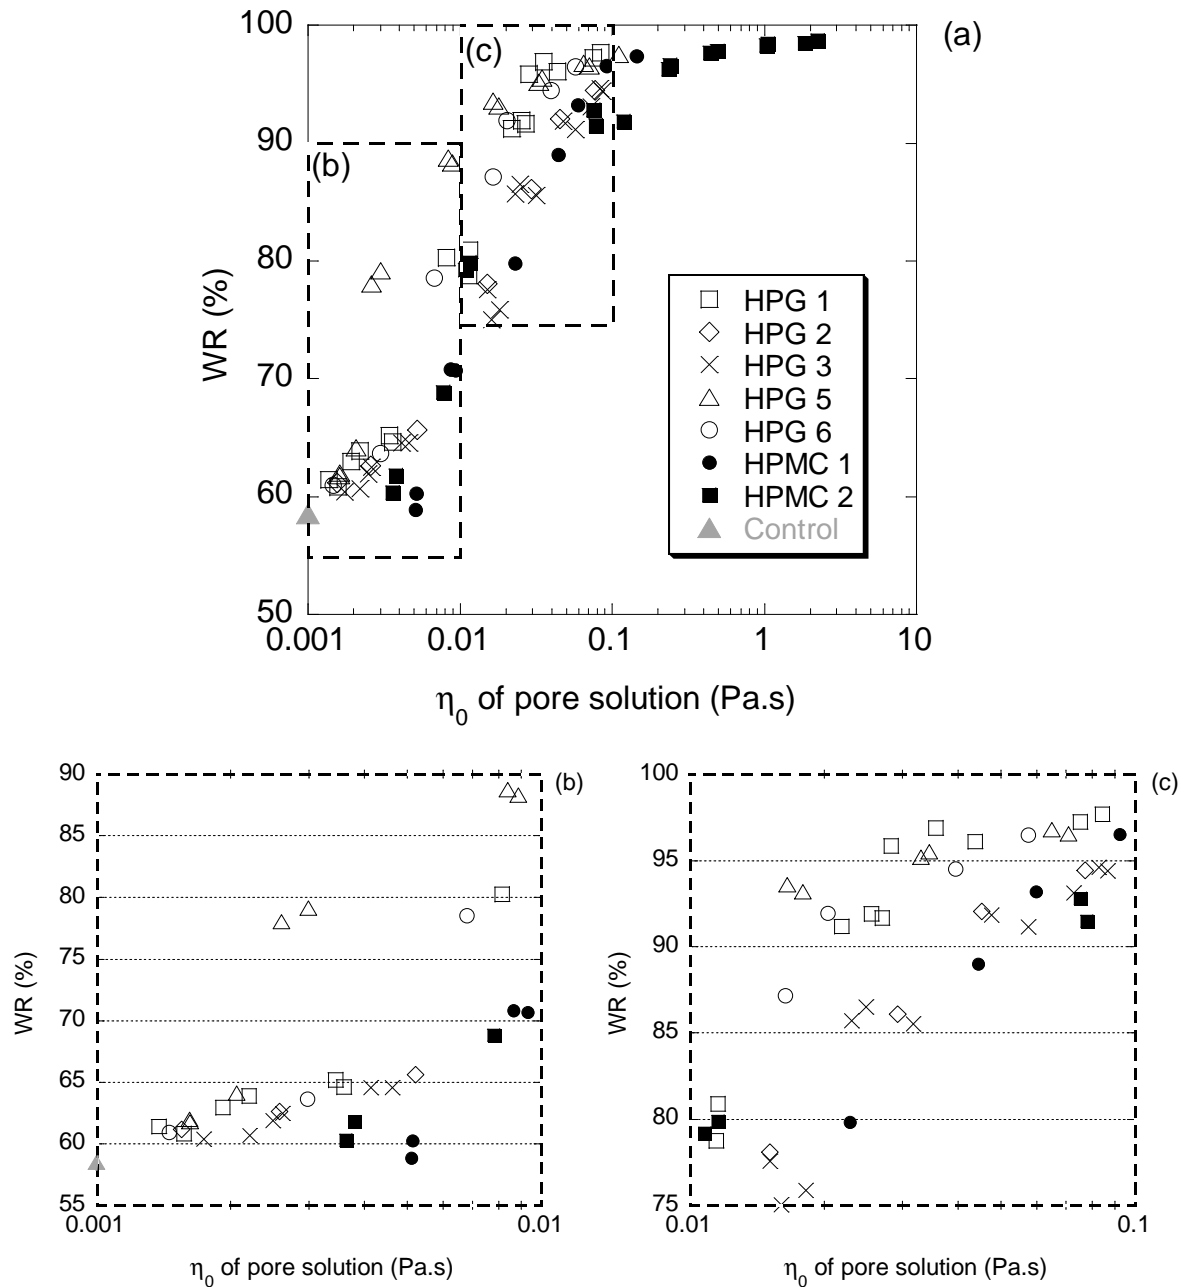 100
90
80
70
60
50
WR (%)
(a)
(b)
(c)
HPG 1
HPG 2
HPG 3
HPG 5
HPG 6
HPMC 1
HPMC 2
Control
0.001
0.01
0.1
1
10
η0 of pore solution (Pa.s)
90
85
80
75
70
65
60
55
WR (%)
(b)
0.001
0.01
η0 of pore solution (Pa.s)
100
95
90
85
80
75
WR (%)
(c)
0.01
0.1
η0 of pore solution (Pa.s)